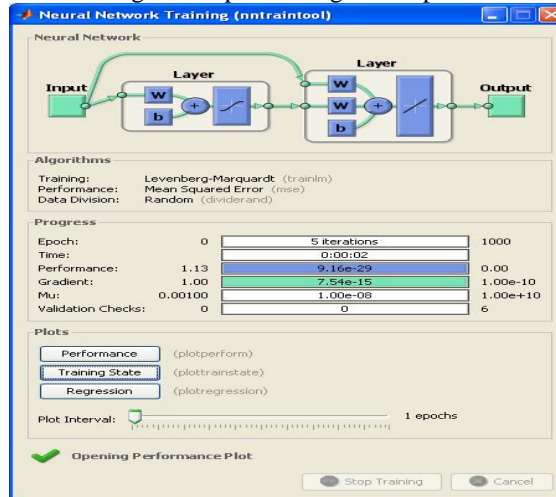 Neural Network Training (nntraintool)
Neural Network
Layer
Layer
Input
Output
W
b
+
W
W
b
+
Algorithms
Training: Levenberg-Marquardt (trainlm)
Performance: Mean Squared Error (mse)
Data Division: Random (dividerand)
Progress
Epoch: 0 5 iterations 1000
Time: 0:00:02
Performance: 1.13 9.16e-29 0.00
Gradient: 1.00 7.54e-15 1.00e-10
Mu: 0.00100 1.00e-08 1.00e+10
Validation Checks: 0 0 6
Plots
Performance (plotperform)
Training State (plottrainstate)
Regression (plotregression)
Plot Interval: 1 epochs
Opening Performance Plot
Stop Training Cancel